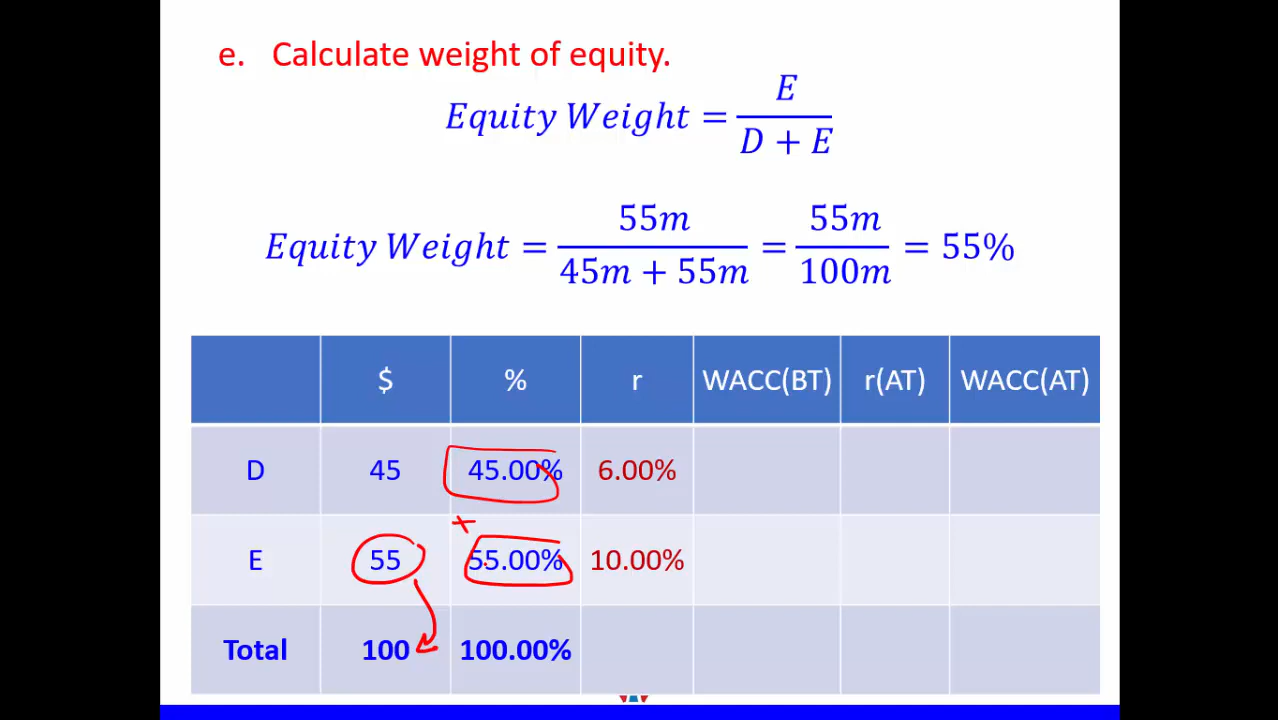 e. Calculate weight of equity.
Equity Weight = E / (D + E)
Equity Weight = 55m / (45m + 55m) = 55m / 100m = 55%
$ % r WACC(BT) r(AT) WACC(AT)
D 45 45.00% 6.00%
+
E 55 55.00% 10.00%
Total 100 100.00%